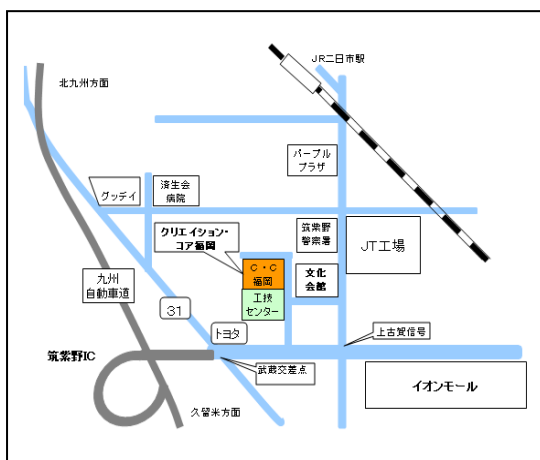 JR二日市駅
北九州方面
パープル
プラザ
済生会
病院
グッデイ
クリエイション・
コア福岡
筑紫野
警察署
JT工場
C・C
福岡
文化
会館
九州
自動車道
工技
センター
31
トヨタ
上古賀信号
筑紫野IC
武蔵交差点
イオンモール
久留米方面